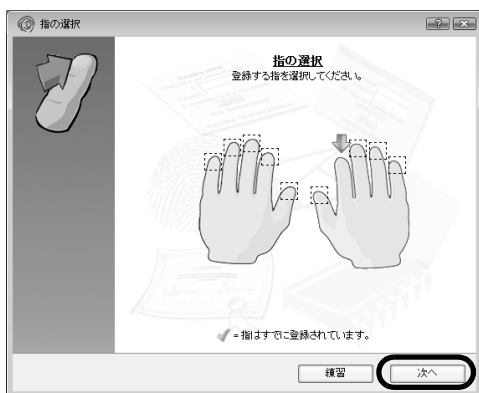 指の選択
指の選択
登録する指を選択してください。
=指はすでに登録されています。
練習
次へ